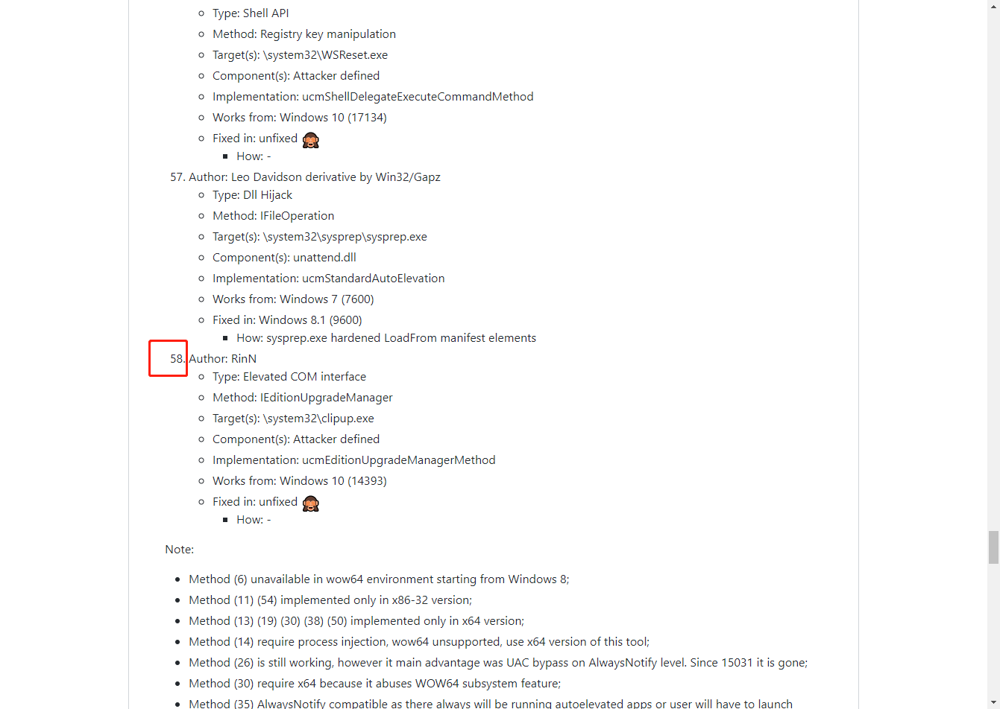 Type: Shell API
Method: Registry key manipulation
Target(s): \system32\WSReset.exe
Component(s): Attacker defined
Implementation: ucmShellDelegateExecuteCommandMethod
Works from: Windows 10 (17134)
Fixed in: unfixed 🙈
How: -
57. Author: Leo Davidson derivative by Win32/Gapz
Type: Dll Hijack
Method: IFileOperation
Target(s): \system32\sysprep\sysprep.exe
Component(s): unattend.dll
Implementation: ucmStandardAutoElevation
Works from: Windows 7 (7600)
Fixed in: Windows 8.1 (9600)
How: sysprep.exe hardened LoadFrom manifest elements
58. Author: RinN
Type: Elevated COM interface
Method: IEditionUpgradeManager
Target(s): \system32\clipup.exe
Component(s): Attacker defined
Implementation: ucmEditionUpgradeManagerMethod
Works from: Windows 10 (14393)
Fixed in: unfixed 🙈
How: -
Note:
Method (6) unavailable in wow64 environment starting from Windows 8;
Method (11) (54) implemented only in x86-32 version;
Method (13) (19) (30) (38) (50) implemented only in x64 version;
Method (14) require process injection, wow64 unsupported, use x64 version of this tool;
Method (26) is still working, however it main advantage was UAC bypass on AlwaysNotify level. Since 15031 it is gone;
Method (30) require x64 because it abuses WOW64 subsystem feature;
Method (35) AlwaysNotify compatible as there always will be running autoelevated apps or user will have to launch